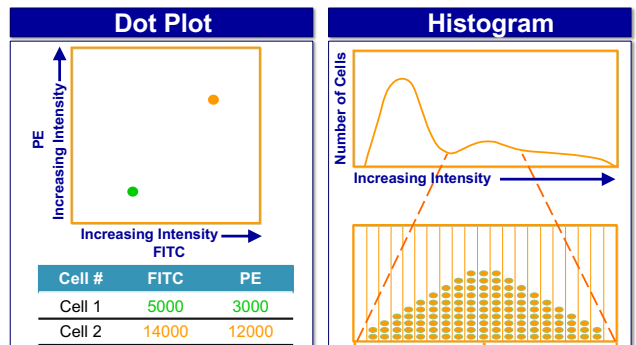 Dot Plot
PE
Increasing Intensity
Increasing Intensity
FITC
Cell # FITC PE
Cell 1 5000 3000
Cell 2 14000 12000
Histogram
Number of Cells
Increasing Intensity